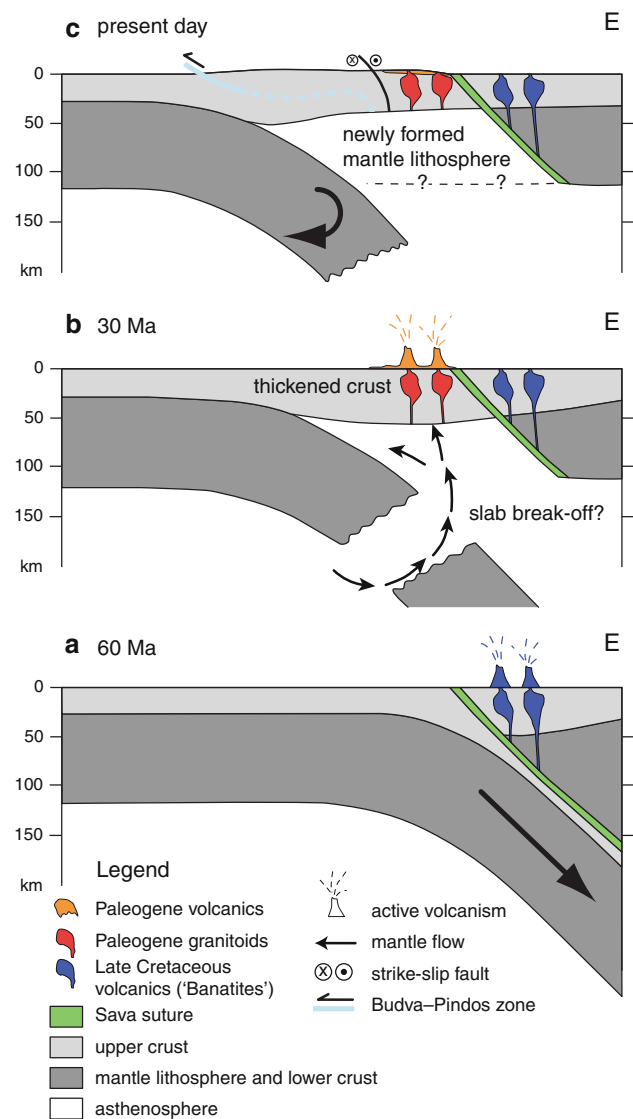 c present day E
0
50
100
150
km
newly formed
mantle lithosphere
? ?
b 30 Ma E
0
50
100
150
km
thickened crust
slab break-off?
a 60 Ma E
0
50
100
150
km
Legend
Paleogene volcanics
Paleogene granitoids
Late Cretaceous
volcanics (‘Banatites’)
Sava suture
upper crust
mantle lithosphere and lower crust
asthenosphere
active volcanism
mantle flow
strike-slip fault
Budva–Pindos zone